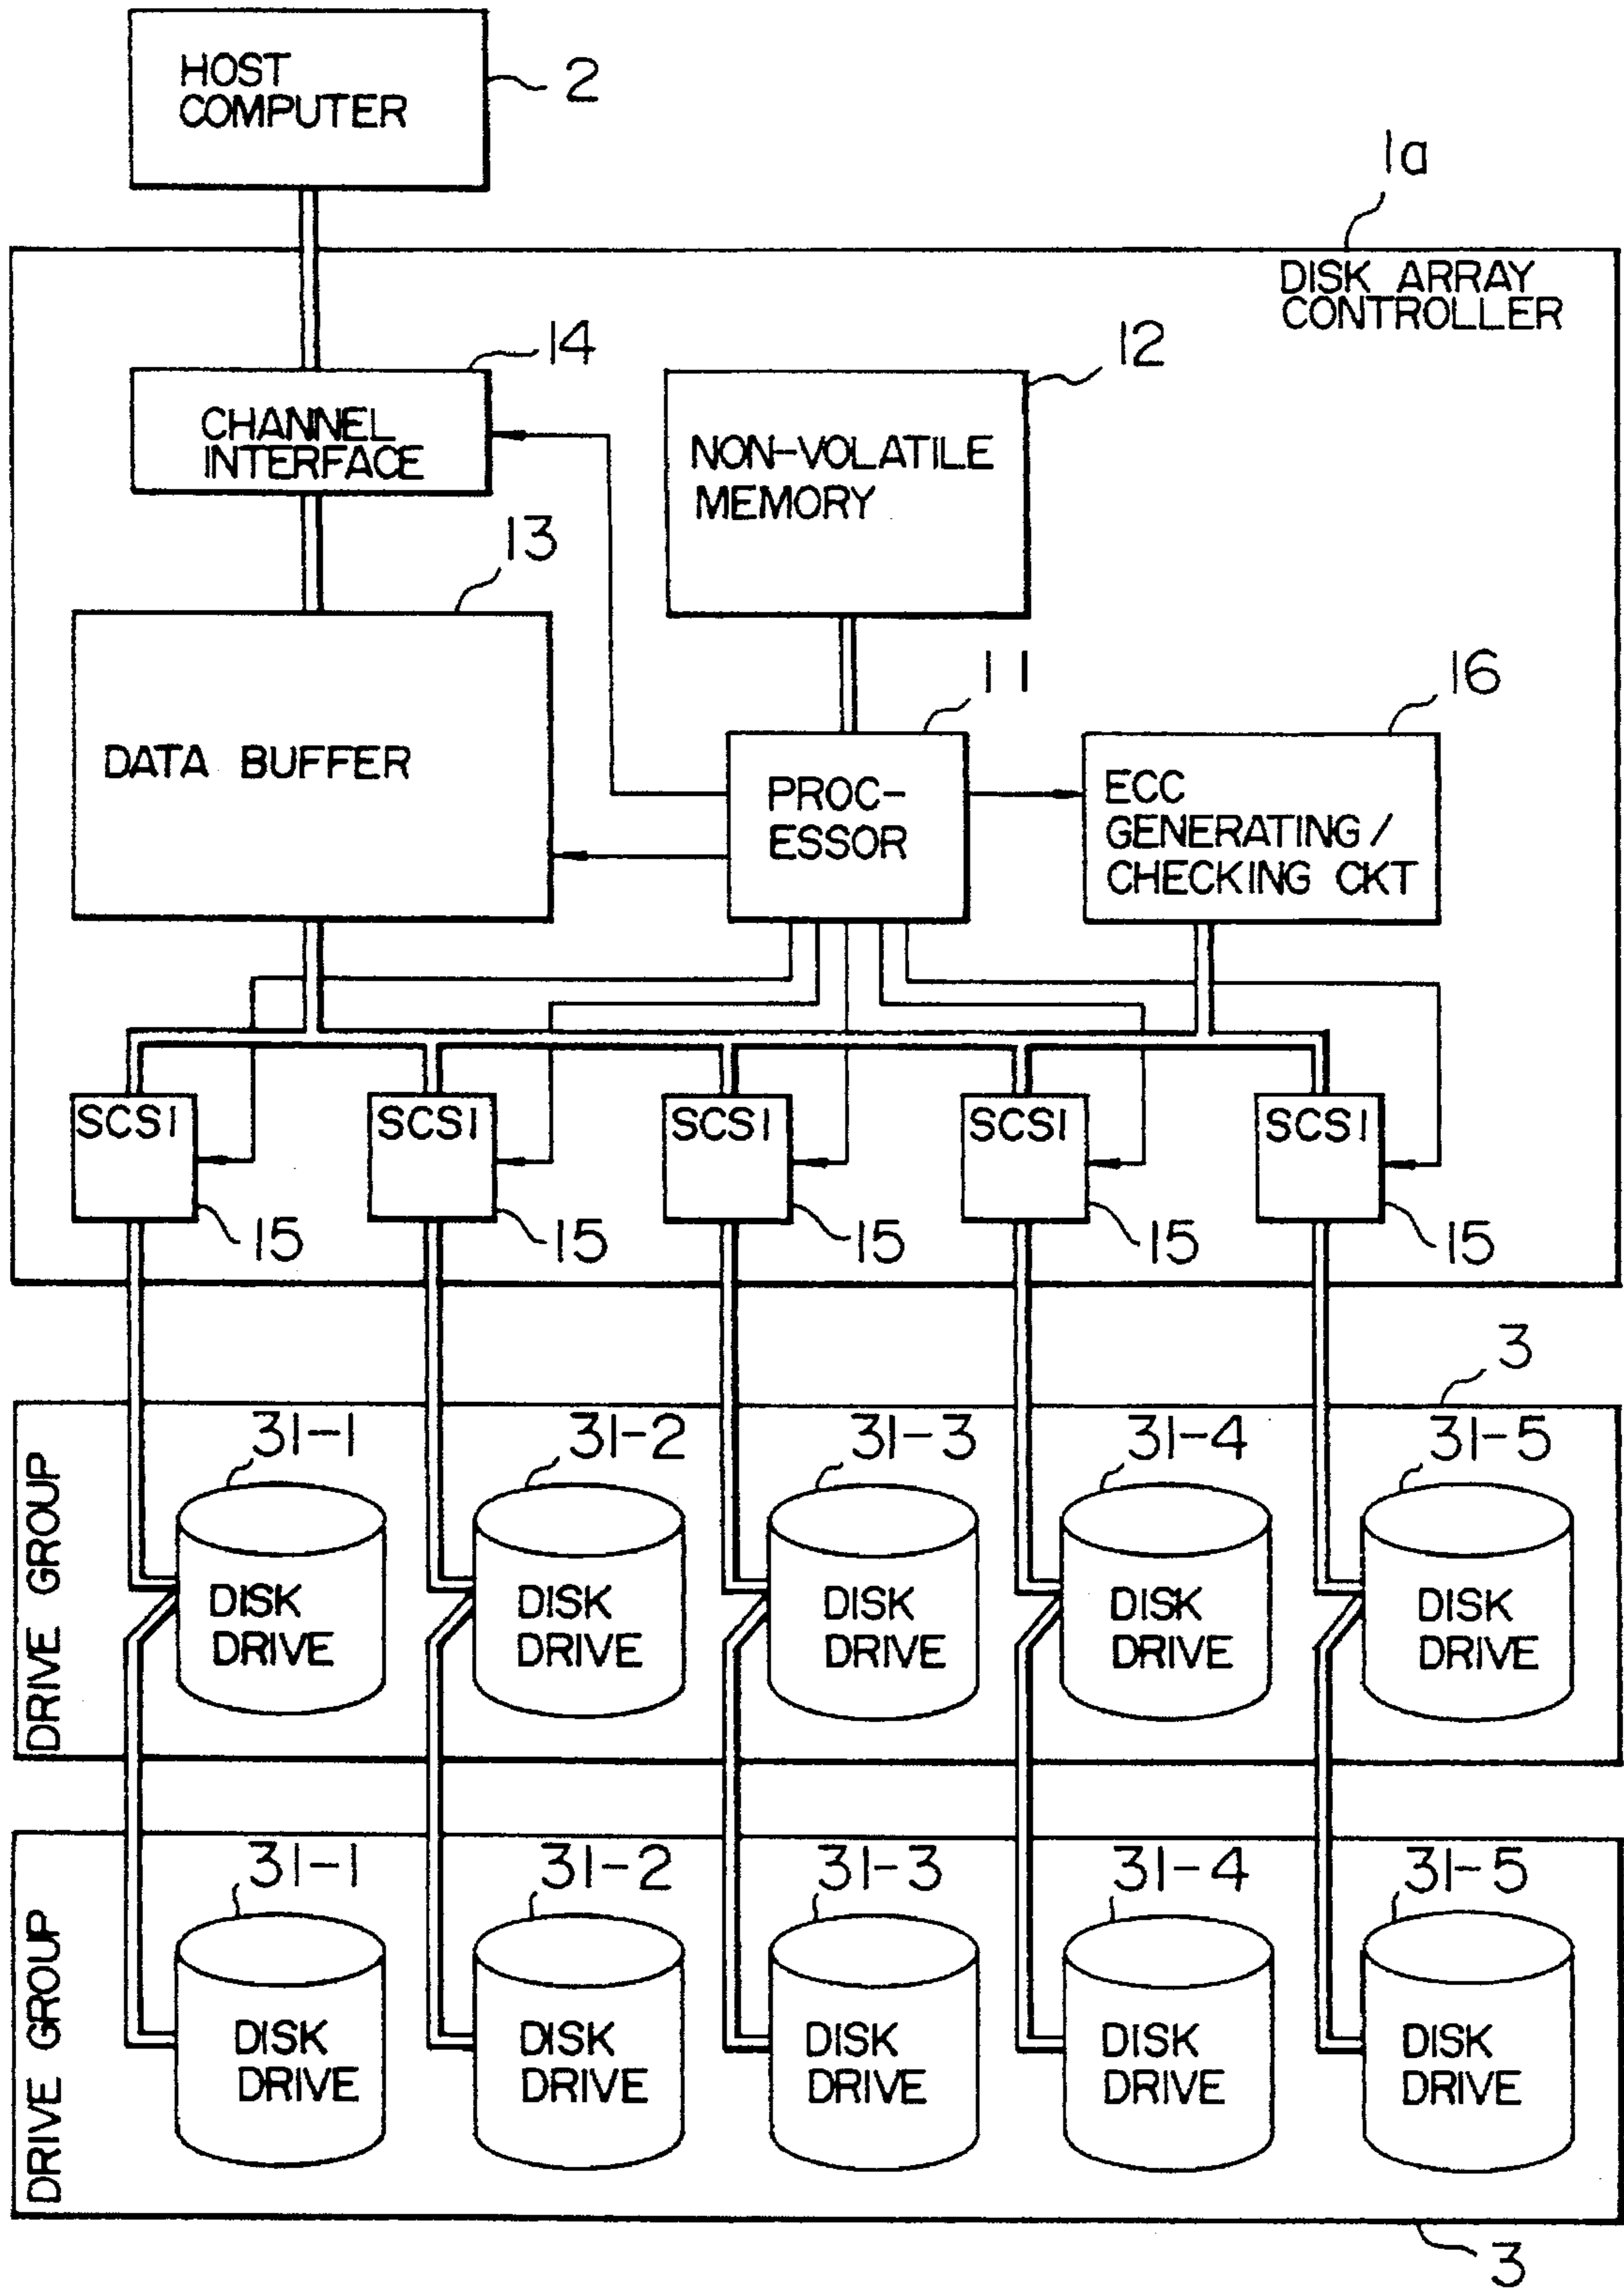 HOST
COMPUTER
2
1a
DISK ARRAY
CONTROLLER
14
12
CHANNEL
INTERFACE
NON-VOLATILE
MEMORY
13
11
16
DATA BUFFER
PROC-
ESSOR
ECC
GENERATING/
CHECKING CKT
SCSI
SCSI
SCSI
SCSI
SCSI
15
15
15
15
15
3
DRIVE GROUP
31-1
31-2
31-3
31-4
31-5
DISK
DRIVE
DISK
DRIVE
DISK
DRIVE
DISK
DRIVE
DISK
DRIVE
DRIVE GROUP
31-1
31-2
31-3
31-4
31-5
DISK
DRIVE
DISK
DRIVE
DISK
DRIVE
DISK
DRIVE
DISK
DRIVE
3